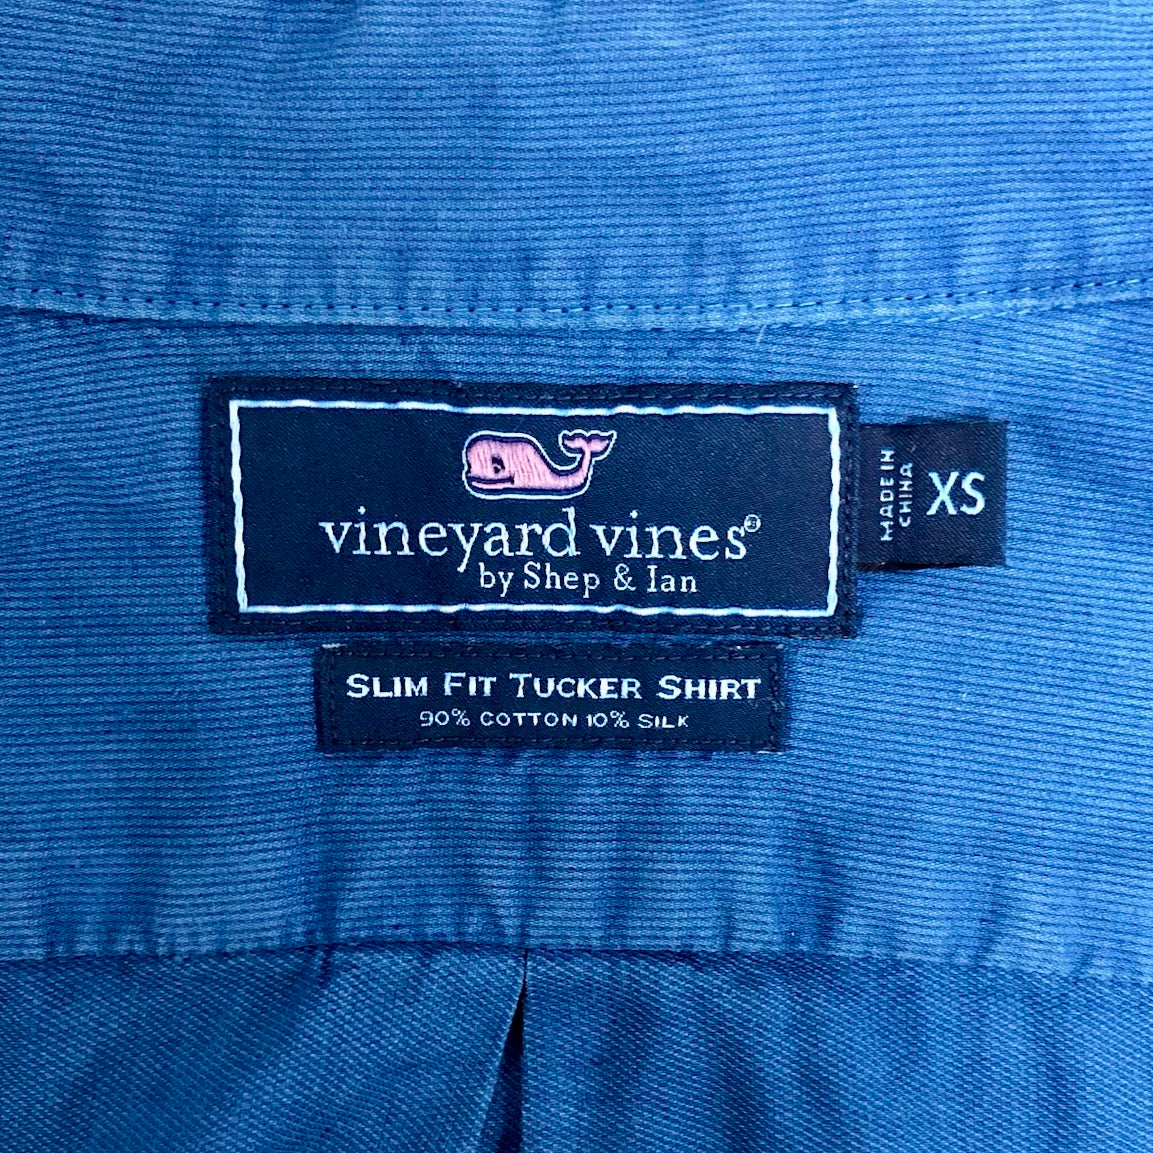 vineyard vines®
by Shep & Ian
MADE IN
CHINA
XS
SLIM FIT TUCKER SHIRT
90% COTTON 10% SILK